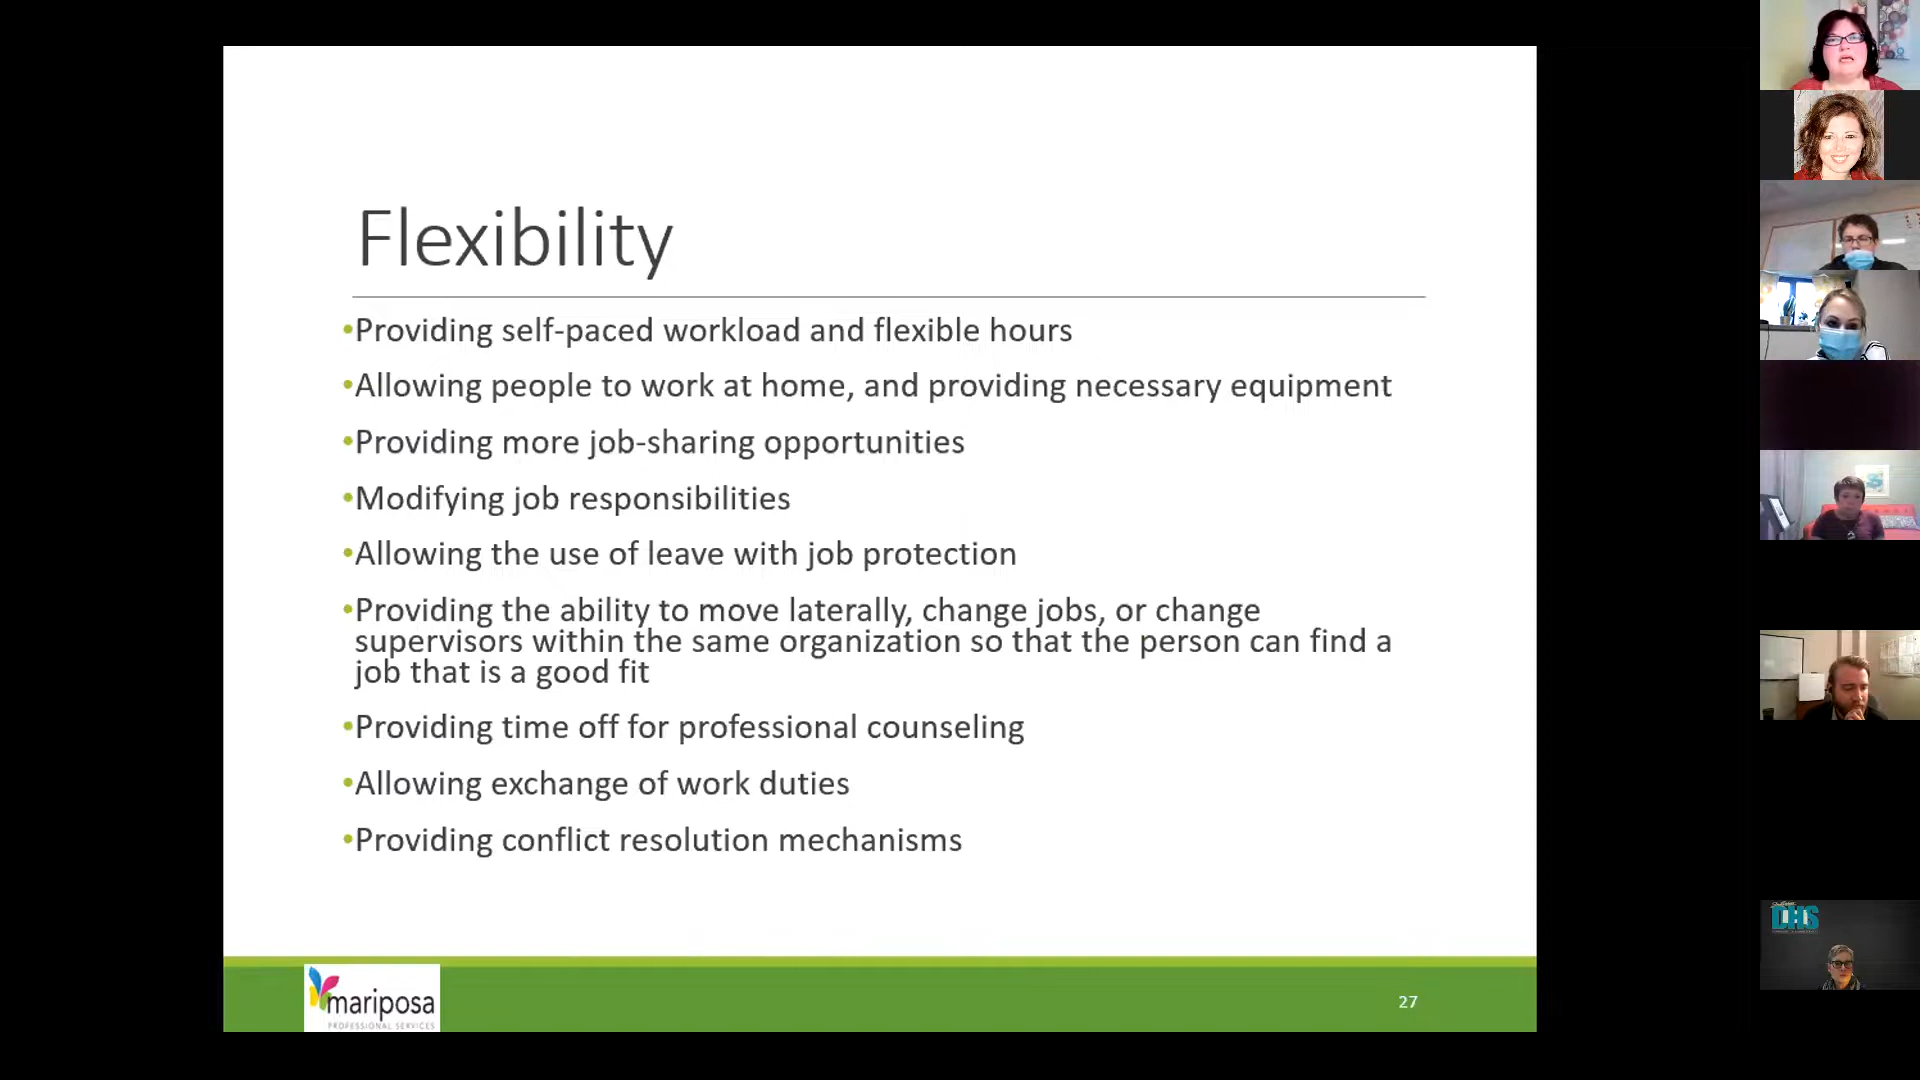 Flexibility
•Providing self-paced workload and flexible hours
•Allowing people to work at home, and providing necessary equipment
•Providing more job-sharing opportunities
•Modifying job responsibilities
•Allowing the use of leave with job protection
•Providing the ability to move laterally, change jobs, or change
supervisors within the same organization so that the person can find a
job that is a good fit
•Providing time off for professional counseling
•Allowing exchange of work duties
•Providing conflict resolution mechanisms
mariposa
PROFESSIONAL SERVICES
27
DHS